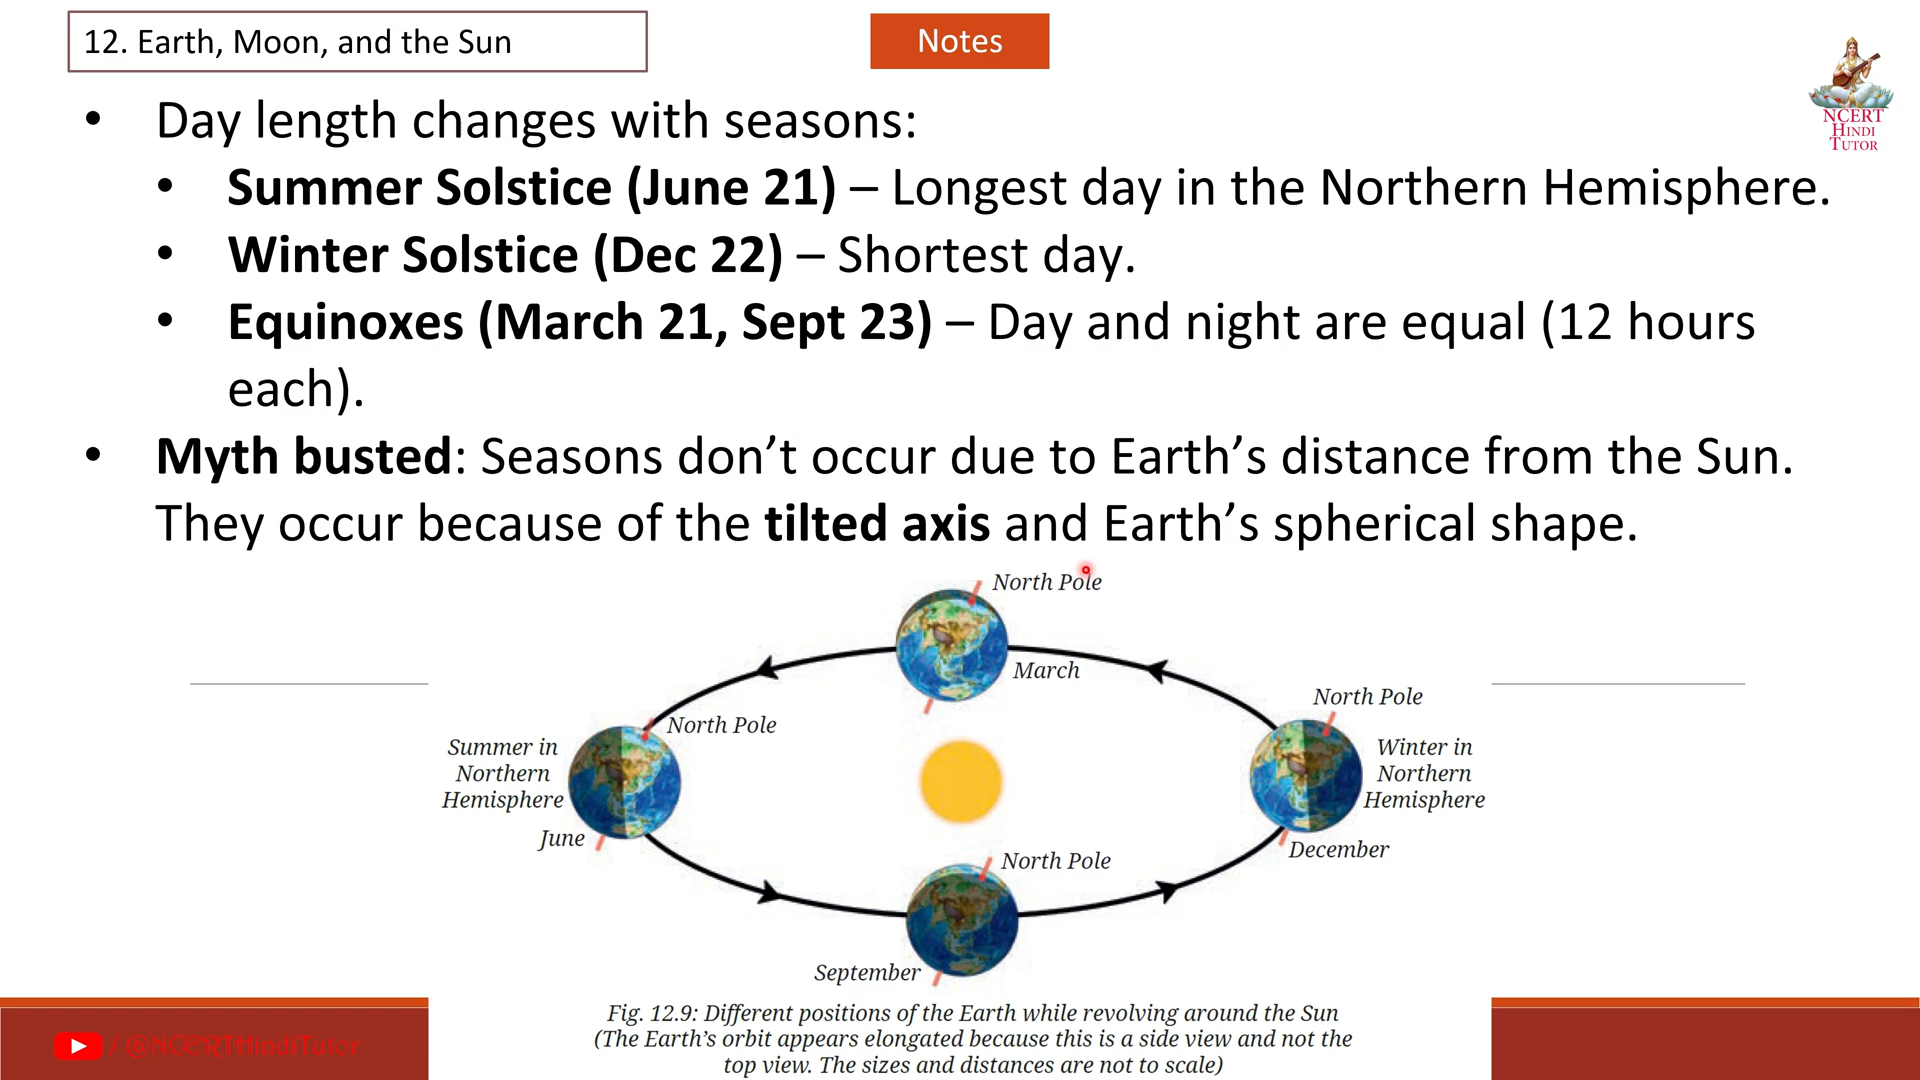 12. Earth, Moon, and the Sun
Notes
NCERT
HINDI
TUTOR
• Day length changes with seasons:
• Summer Solstice (June 21) – Longest day in the Northern Hemisphere.
• Winter Solstice (Dec 22) – Shortest day.
• Equinoxes (March 21, Sept 23) – Day and night are equal (12 hours
each).
• Myth busted: Seasons don’t occur due to Earth’s distance from the Sun.
They occur because of the tilted axis and Earth’s spherical shape.
North Pole
March
North Pole
North Pole
Summer in
Northern
Hemisphere
June
Winter in
Northern
Hemisphere
December
North Pole
September
Fig. 12.9: Different positions of the Earth while revolving around the Sun
(The Earth’s orbit appears elongated because this is a side view and not the
top view. The sizes and distances are not to scale)
/ @NCERTHindiTutor